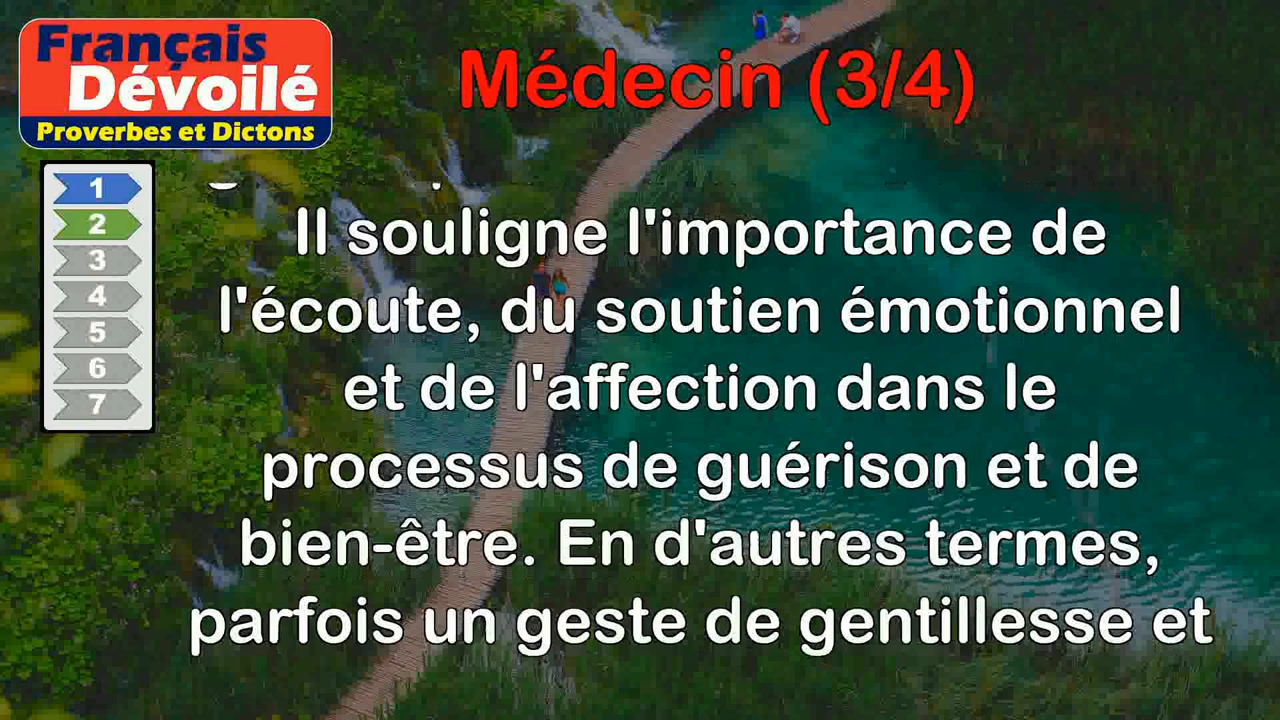 Français
Dévoilé
Proverbes et Dictons
Médecin (3/4)
1
2
3
4
5
6
7
Il souligne l'importance de
l'écoute, du soutien émotionnel
et de l'affection dans le
processus de guérison et de
bien-être. En d'autres termes,
parfois un geste de gentillesse et